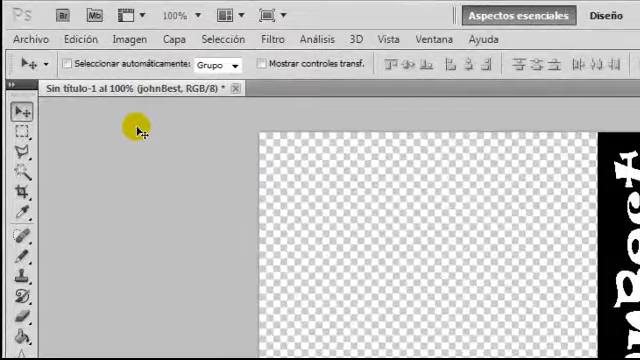 Ps Br Mb 100% Aspectos esenciales Diseño
Archivo Edición Imagen Capa Selección Filtro Análisis 3D Vista Ventana Ayuda
Seleccionar automáticamente: Grupo Mostrar controles transf.
Sin título-1 al 100% (johnBest, RGB/8) *